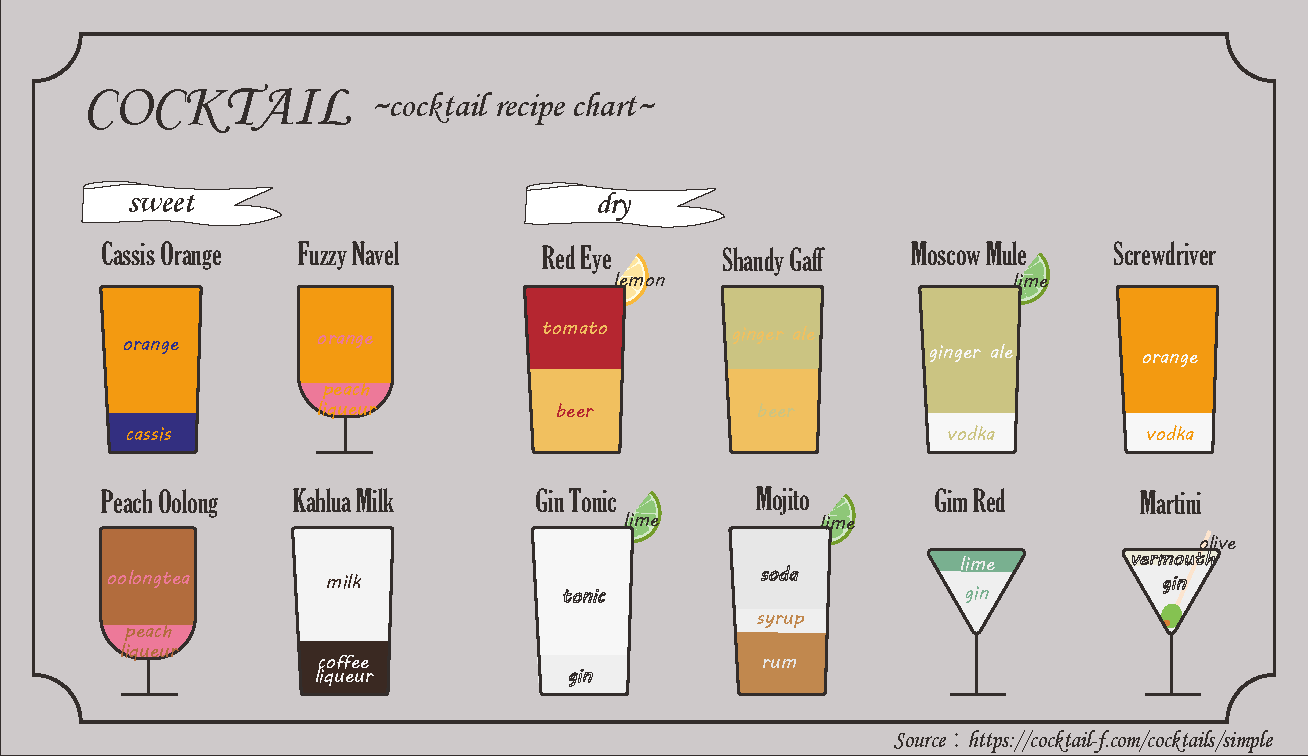 COCKTAIL ~cocktail recipe chart~
sweet
dry
Cassis Orange
orange
cassis
Fuzzy Navel
orange
peach
liqueur
Red Eye
lemon
tomato
beer
Shandy Gaff
ginger ale
beer
Moscow Mule
lime
ginger ale
vodka
Screwdriver
orange
vodka
Peach Oolong
oolongtea
peach
liqueur
Kahlua Milk
milk
coffee
liqueur
Gin Tonic
lime
tonic
gin
Mojito
lime
soda
syrup
rum
Gim Red
lime
gin
Martini
olive
vermouth
gin
Source : https://cocktail-f.com/cocktails/simple